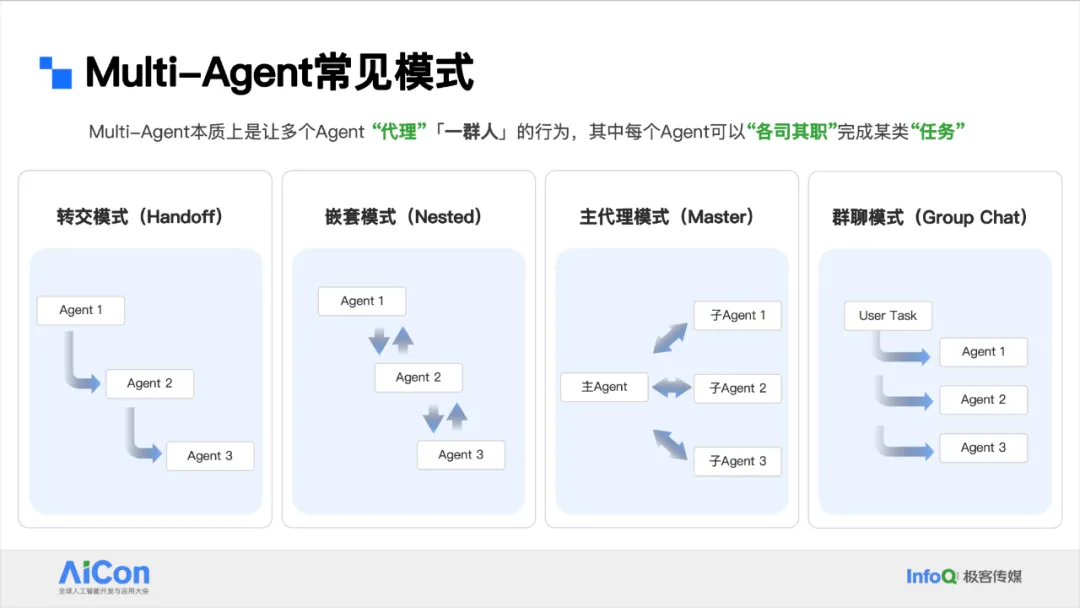 Multi-Agent常见模式
Multi-Agent本质上是让多个Agent “代理”「一群人」的行为，其中每个Agent可以“各司其职”完成某类“任务”
转交模式（Handoff）
Agent 1
Agent 2
Agent 3
嵌套模式（Nested）
Agent 1
Agent 2
Agent 3
主代理模式（Master）
主Agent
子Agent 1
子Agent 2
子Agent 3
群聊模式（Group Chat）
User Task
Agent 1
Agent 2
Agent 3
AiCon
全球人工智能开发与应用大会
InfoQ 极客传媒